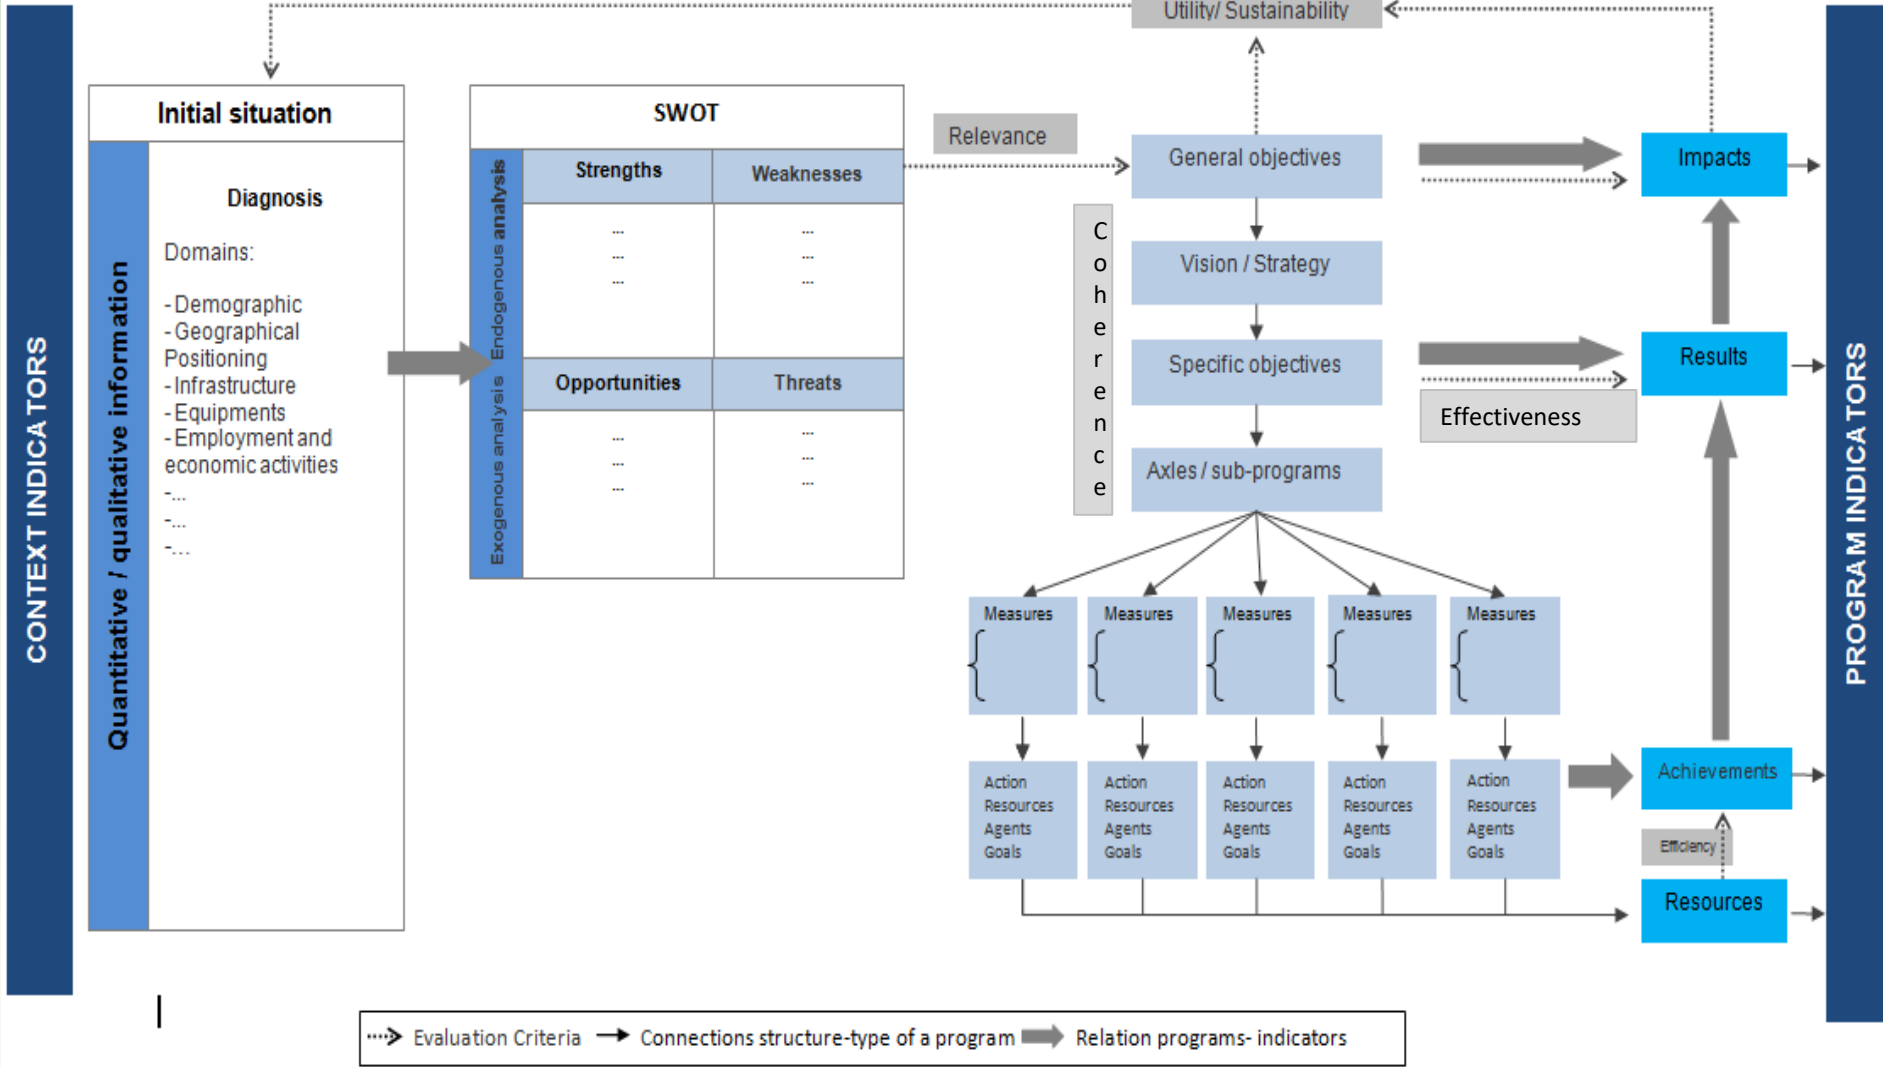 Utility/ Sustainability
CONTEXT INDICATORS
Initial situation
Quantitative / qualitative information
Diagnosis
Domains:
- Demographic
- Geographical
Positioning
- Infrastructure
- Equipments
- Employment and
economic activities
-...
-...
-...
SWOT
Endogenous analysis
Exogenous analysis
Strengths
Weaknesses
...
...
...
...
...
...
Opportunities
Threats
...
...
...
...
...
...
Relevance
Coherence
General objectives
Vision / Strategy
Specific objectives
Axles / sub-programs
Measures
Measures
Measures
Measures
Measures
Action
Resources
Agents
Goals
Action
Resources
Agents
Goals
Action
Resources
Agents
Goals
Action
Resources
Agents
Goals
Action
Resources
Agents
Goals
Impacts
Results
Effectiveness
Achievements
Efficiency
Resources
PROGRAM INDICATORS
Evaluation Criteria
Connections structure-type of a program
Relation programs- indicators